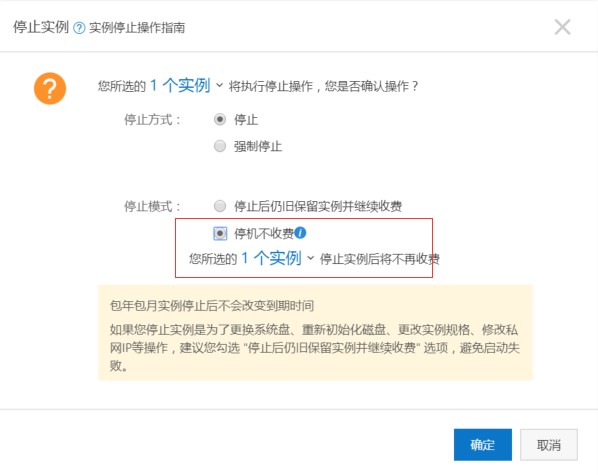 停止实例 ? 实例停止操作指南
您所选的 1 个实例 将执行停止操作,您是否确认操作?
停止方式: 停止
强制停止
停止模式: 停止后仍旧保留实例并继续收费
停机不收费
您所选的 1 个实例 停止实例后将不再收费
包年包月实例停止后不会改变到期时间
如果您停止实例是为了更换系统盘、重新初始化磁盘、更改实例规格、修改私
网IP等操作,建议您勾选 “停止后仍旧保留实例并继续收费” 选项,避免启动失
败。
确定 取消